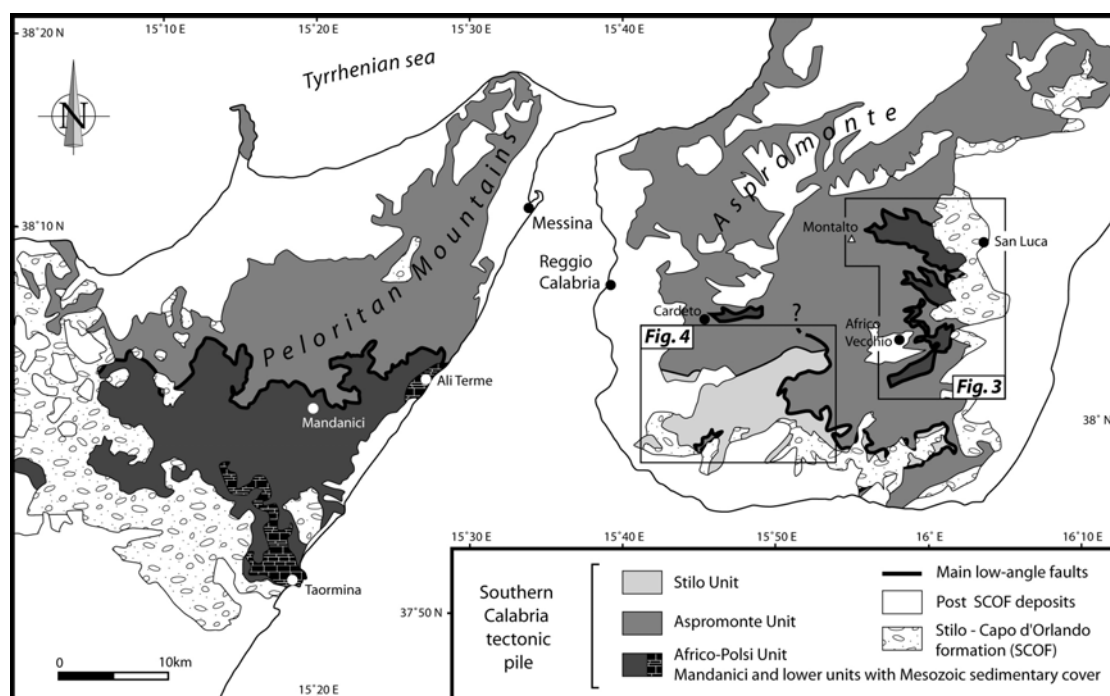 15°10 E
15°20 E
15°30 E
15°40 E
38°20 N
Tyrrhenian sea
N
Aspromonte
Peloritan Mountains
38°10 N
Messina
Montalto
San Luca
Reggio
Calabria
Cardeto
?
Africo
Vecchio
Fig. 4
Fig. 3
Ali Terme
Mandanici
38° N
15°30 E
15°40 E
15°50 E
16° E
16°10 E
Taormina
37°50 N
Southern
Calabria
tectonic
pile
Stilo Unit
Aspromonte Unit
Africo-Polsi Unit
Mandanici and lower units with Mesozoic sedimentary cover
Main low-angle faults
Post SCOF deposits
Stilo - Capo d'Orlando
formation (SCOF)
0
10km
15°20 E